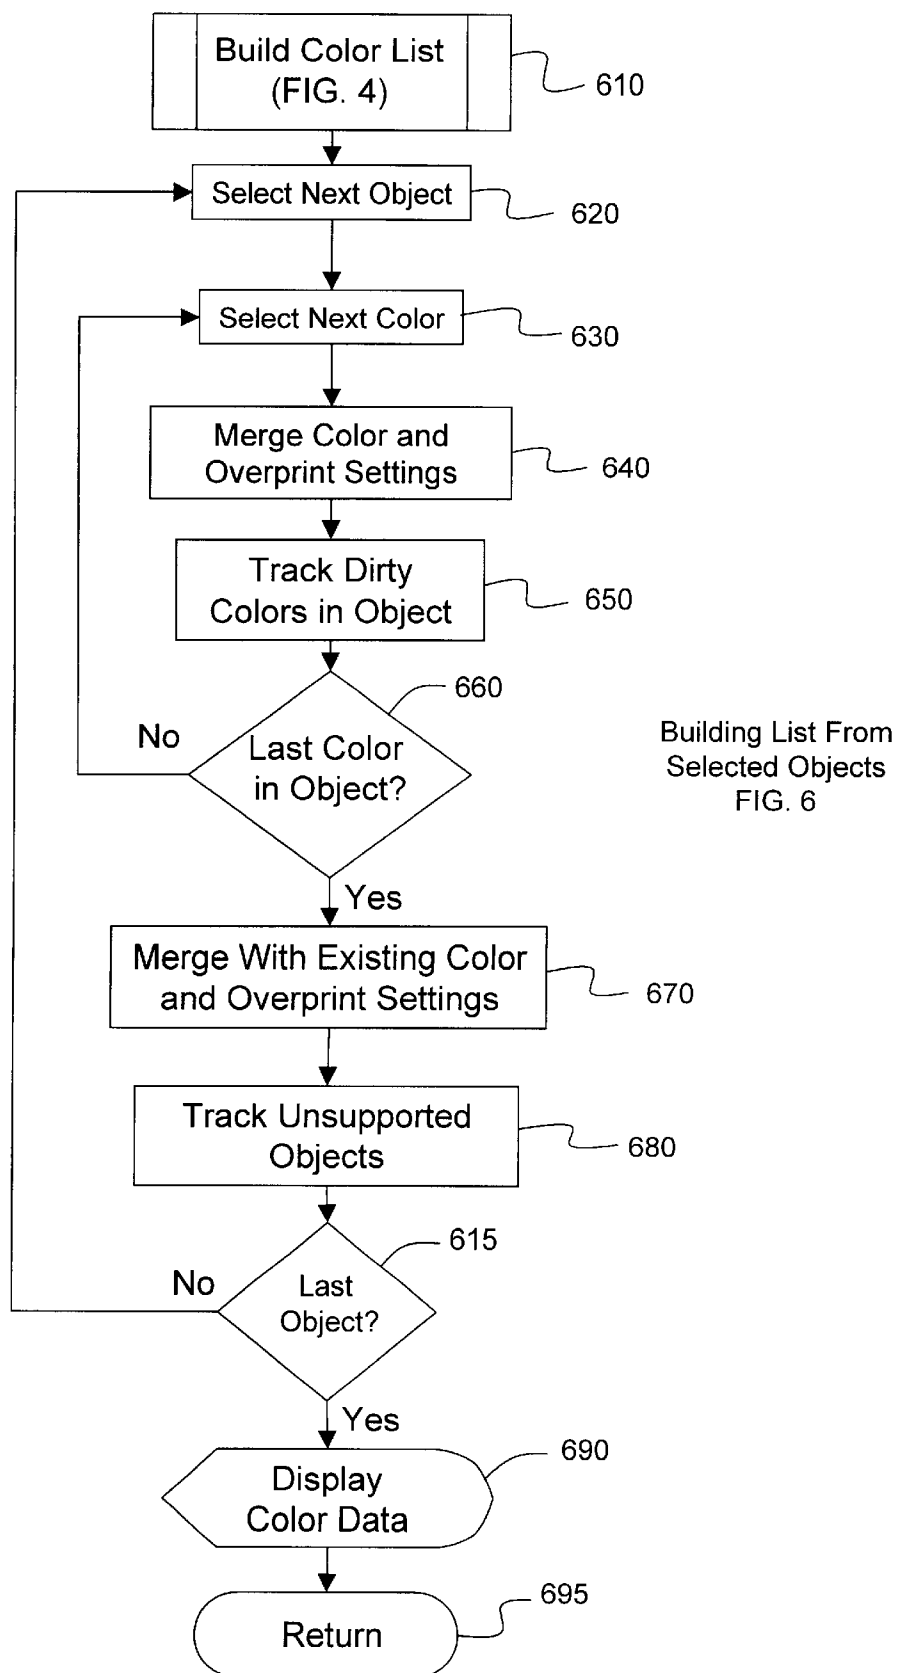 Build Color List
(FIG. 4)
610
Select Next Object
620
Select Next Color
630
Merge Color and
Overprint Settings
640
Track Dirty
Colors in Object
650
660
No
Last Color
in Object?
Building List From
Selected Objects
FIG. 6
Yes
Merge With Existing Color
and Overprint Settings
670
Track Unsupported
Objects
680
615
No
Last
Object?
Yes
690
Display
Color Data
695
Return